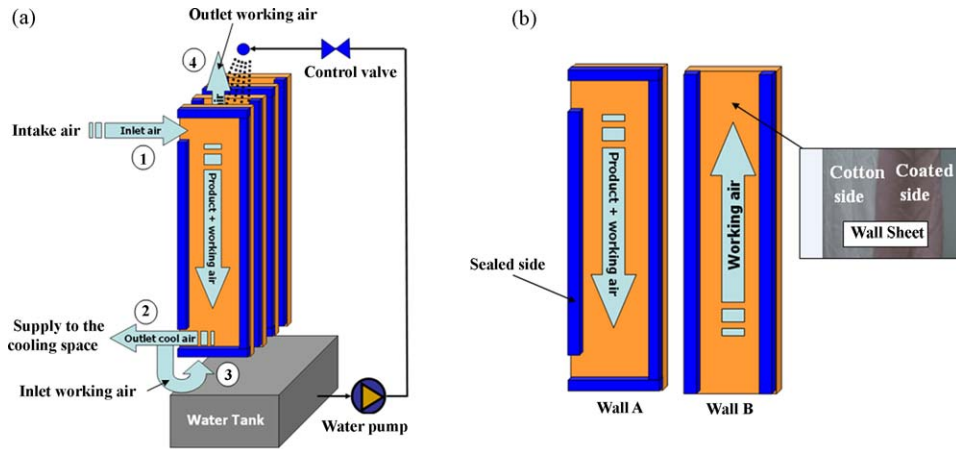 (a)
Outlet working air
4
Control valve
air
Intake air
Inlet air
1
Product + working air
2
Supply to the
cooling space
Outlet cool air
3
Inlet working air
Water Tank
Water pump
(b)
Product + working air
Working air
Cotton
side
Coated
side
Wall Sheet
Sealed side
Wall A
Wall B